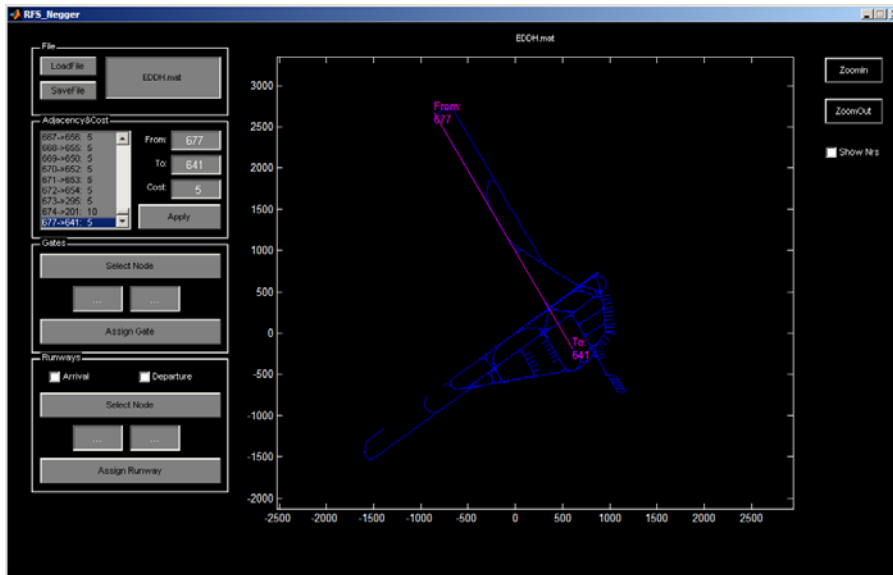 RFS_Negger
File
LoadFile
SaveFile
EDDH.mat
Adjacency&Cost
667->656: 5
668->655: 5
669->650: 5
670->652: 5
671->653: 5
672->654: 5
673->295: 5
674->201: 10
677->641: 5
From: 677
To: 641
Cost: 5
Apply
Gates
Select Node
... ...
Assign Gate
Runways
Arrival Departure
Select Node
... ...
Assign Runway
EDDH.mat
3000
2500
2000
1500
1000
500
0
-500
-1000
-1500
-2000
-2500 -2000 -1500 -1000 -500 0 500 1000 1500 2000 2500
From:
677
To:
641
ZoomIn
ZoomOut
Show Nrs